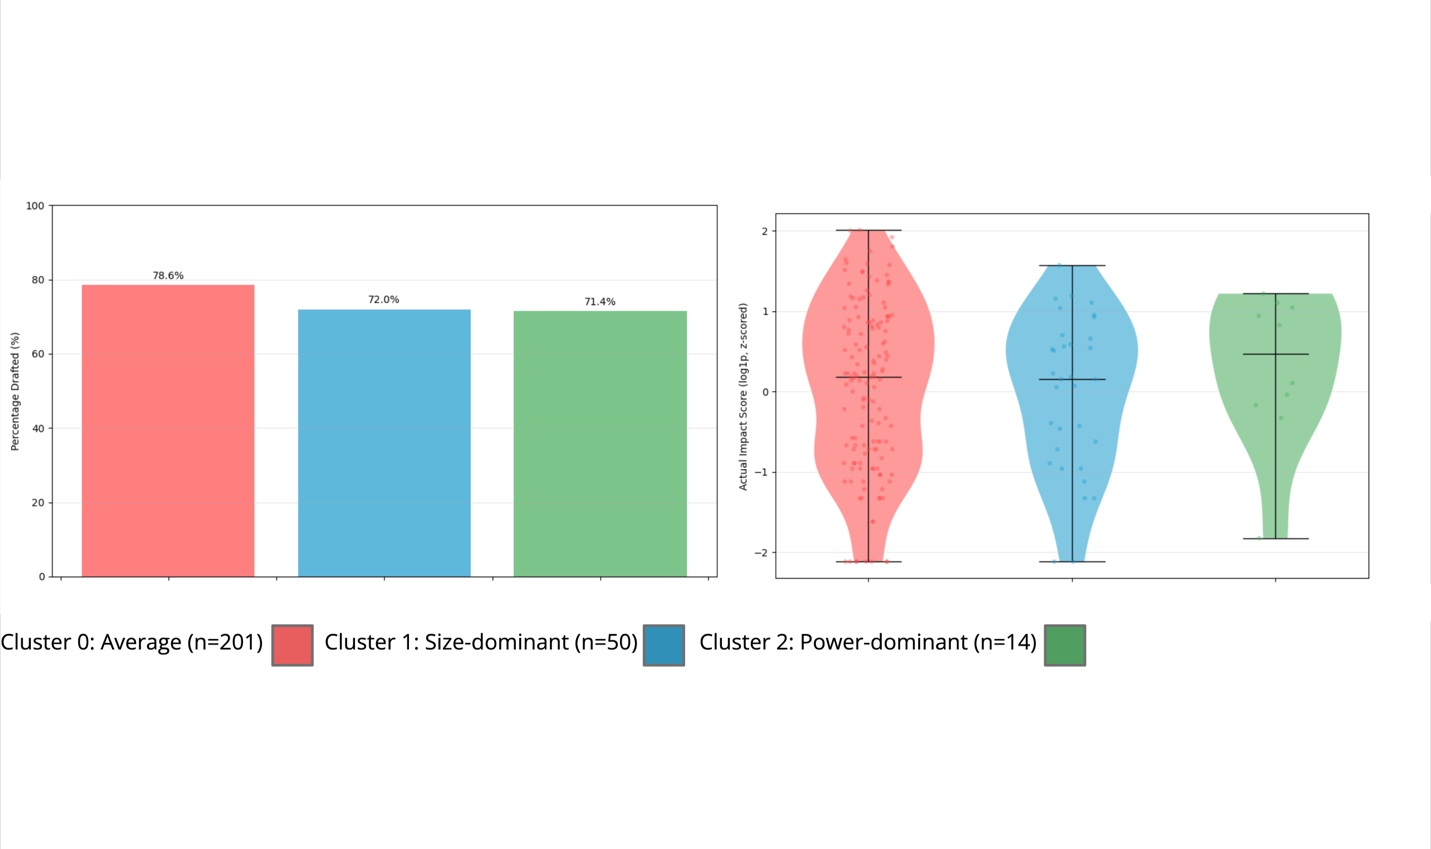 100
80
60
40
20
0
Percentage Drafted (%)
78.6%
72.0%
71.4%
2
1
0
−1
−2
Actual Impact Score (log1p, z-scored)
Cluster 0: Average (n=201)
Cluster 1: Size-dominant (n=50)
Cluster 2: Power-dominant (n=14)